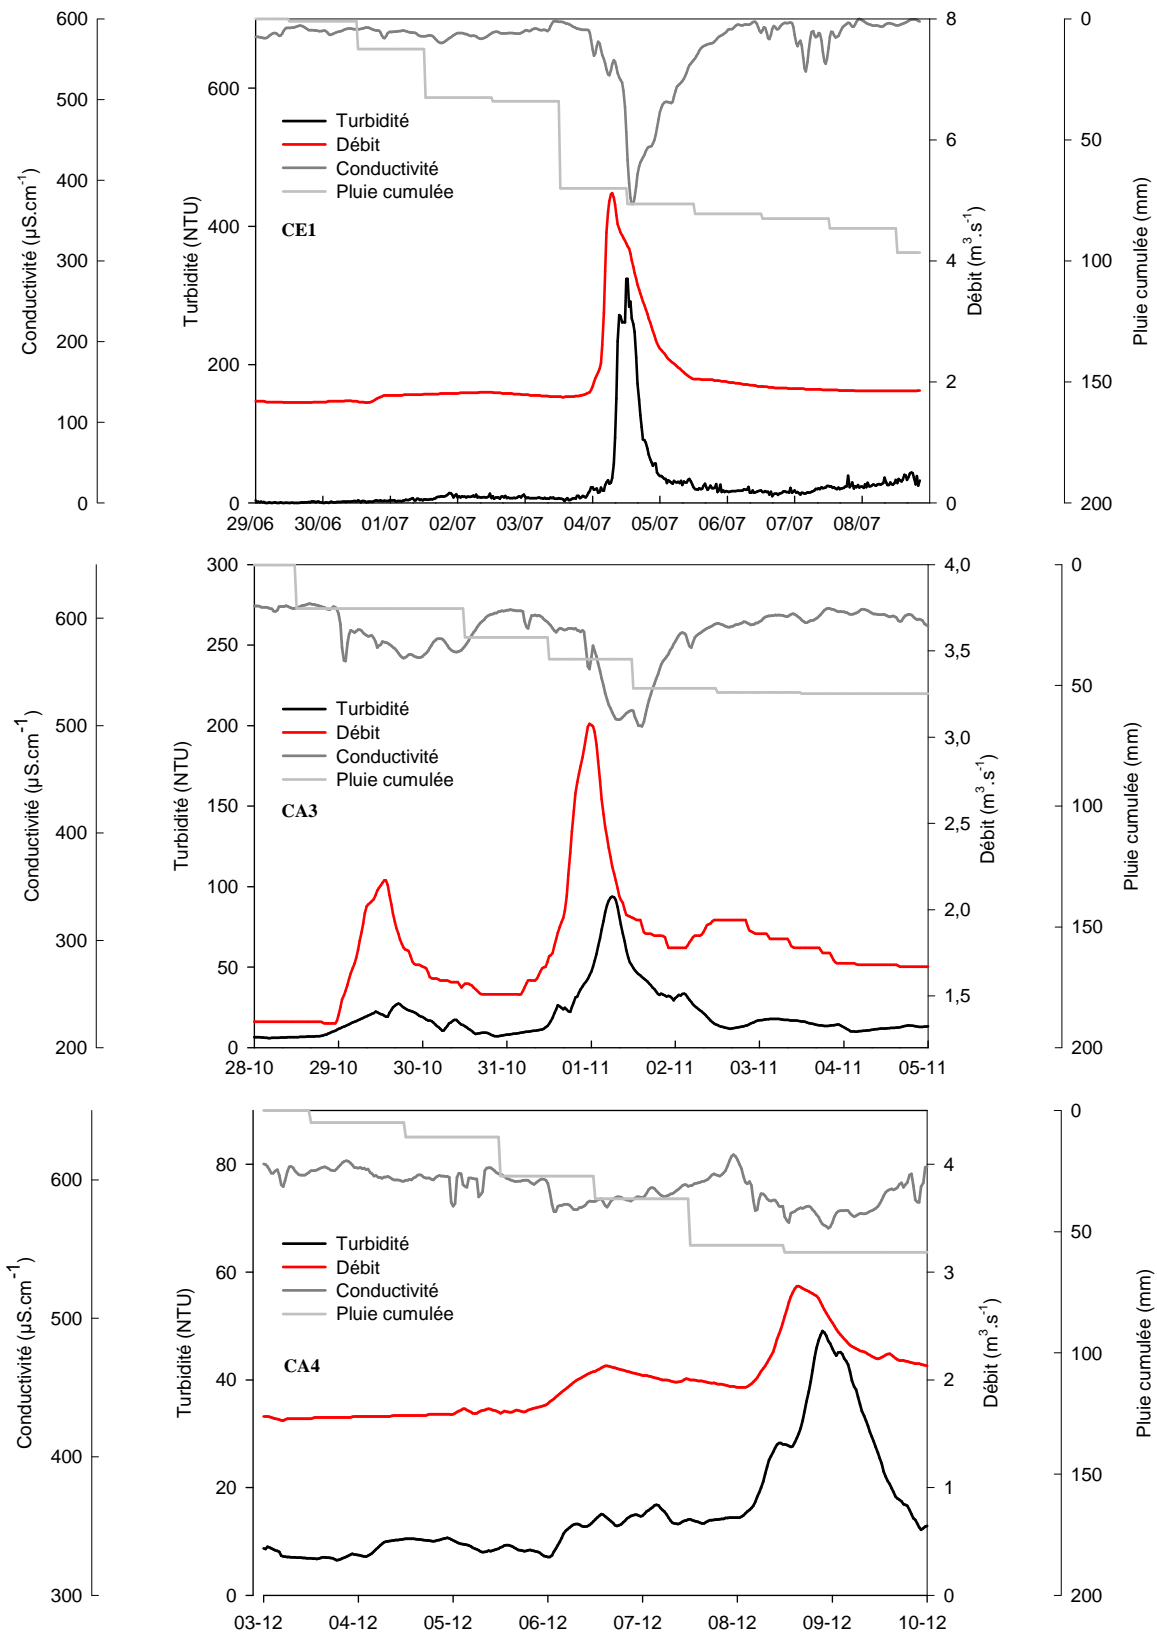 Conductivité (µS.cm⁻¹)
600
500
400
300
200
100
0
Turbidité (NTU)
600
400
200
0
Turbidité
Débit
Conductivité
Pluie cumulée
CE1
8
6
4
2
0
Débit (m³.s⁻¹)
0
50
100
150
200
Pluie cumulée (mm)
29/06 30/06 01/07 02/07 03/07 04/07 05/07 06/07 07/07 08/07
Conductivité (µS.cm⁻¹)
600
500
400
300
200
Turbidité (NTU)
300
250
200
150
100
50
0
Turbidité
Débit
Conductivité
Pluie cumulée
CA3
4,0
3,5
3,0
2,5
2,0
1,5
Débit (m³.s⁻¹)
0
50
100
150
200
Pluie cumulée (mm)
28-10 29-10 30-10 31-10 01-11 02-11 03-11 04-11 05-11
Conductivité (µS.cm⁻¹)
600
500
400
300
Turbidité (NTU)
80
60
40
20
0
Turbidité
Débit
Conductivité
Pluie cumulée
CA4
4
3
2
1
0
Débit (m³.s⁻¹)
0
50
100
150
200
Pluie cumulée (mm)
03-12 04-12 05-12 06-12 07-12 08-12 09-12 10-12